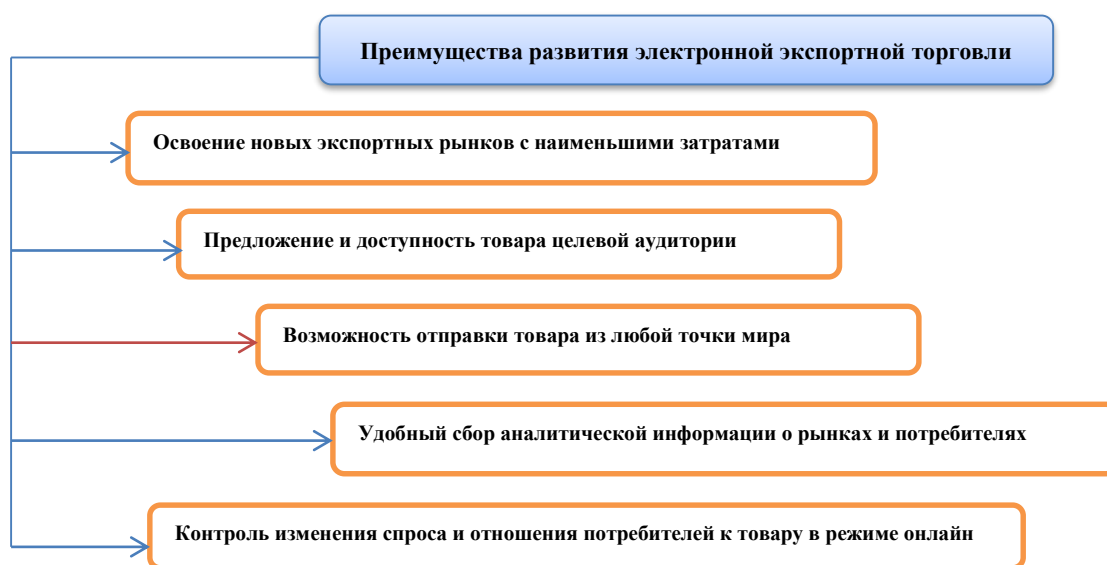 Преимущества развития электронной экспортной торговли
Освоение новых экспортных рынков с наименьшими затратами
Предложение и доступность товара целевой аудитории
Возможность отправки товара из любой точки мира
Удобный сбор аналитической информации о рынках и потребителях
Контроль изменения спроса и отношения потребителей к товару в режиме онлайн